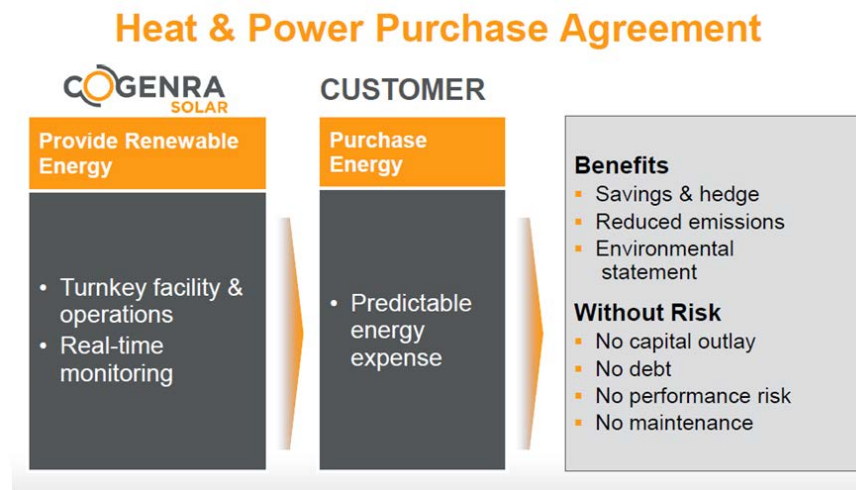 Heat & Power Purchase Agreement
COGENRA
SOLAR
Provide Renewable
Energy
• Turnkey facility &
operations
• Real-time
monitoring
CUSTOMER
Purchase
Energy
• Predictable
energy
expense
Benefits
▪ Savings & hedge
▪ Reduced emissions
▪ Environmental
statement
Without Risk
▪ No capital outlay
▪ No debt
▪ No performance risk
▪ No maintenance